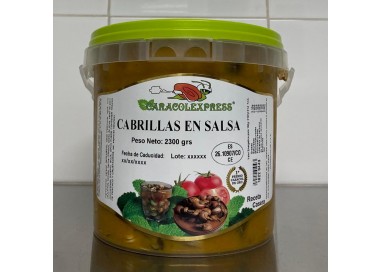 CARACOLEXPRESS®
CABRILLAS EN SALSA
Peso Neto: 2300 grs
Fecha de Caducidad:
Lote: xxxxxx
xx/xx/xxxx
ES
CE
Receta
Casera